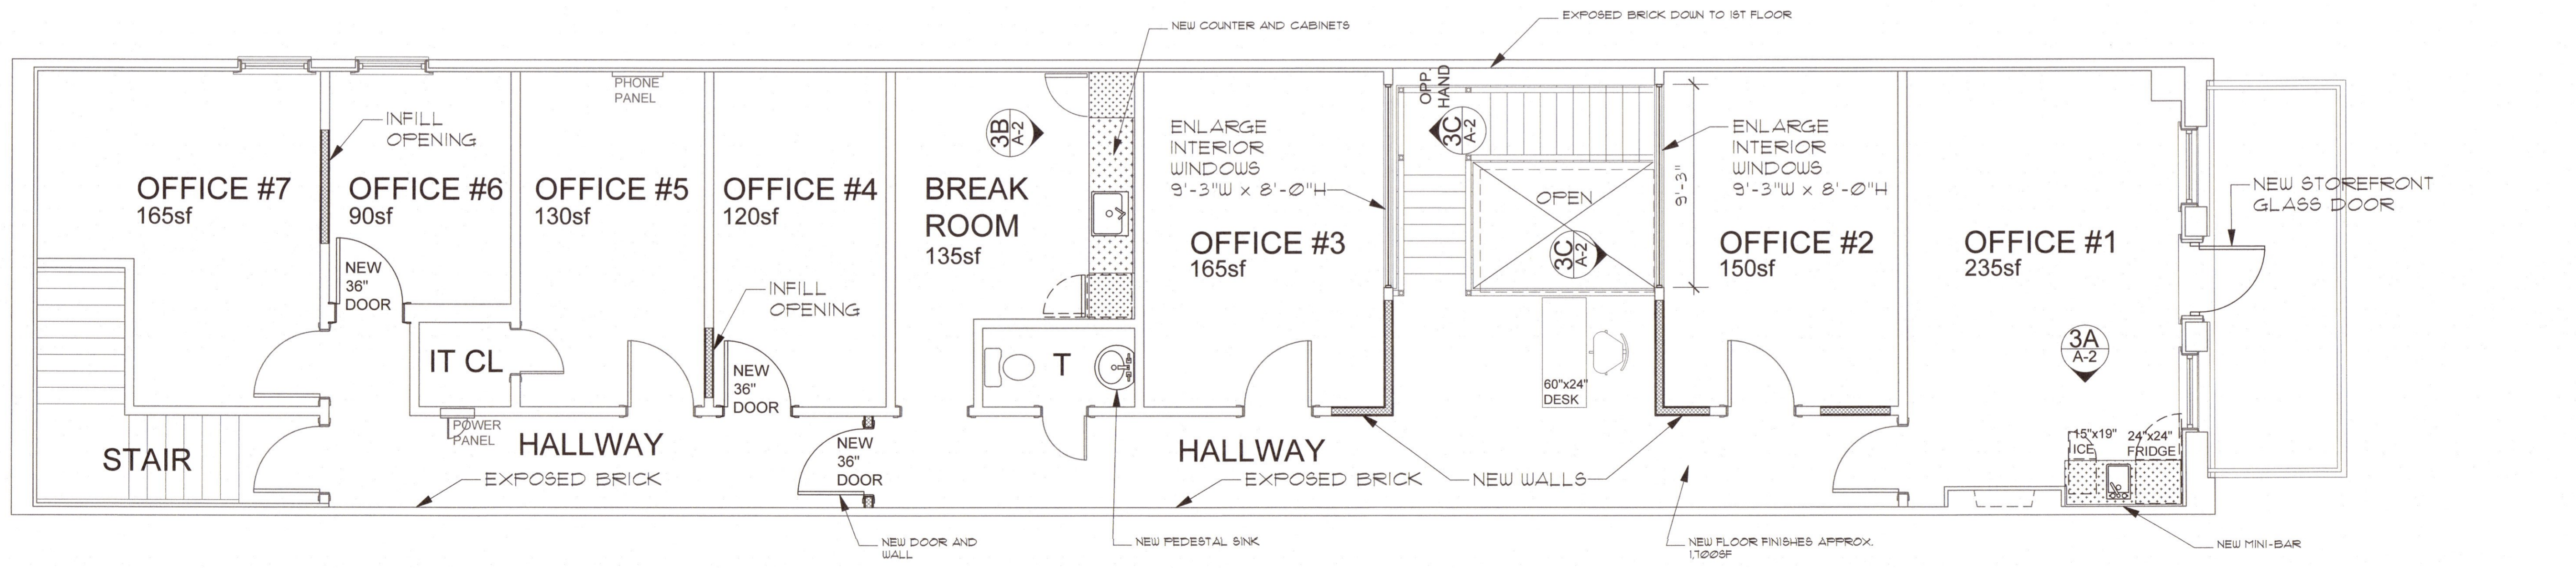 NEW COUNTER AND CABINETS
EXPOSED BRICK DOWN TO 1ST FLOOR
PHONE
PANEL
INFILL
OPENING
OFFICE #7
165sf
OFFICE #6
90sf
NEW
36"
DOOR
OFFICE #5
130sf
OFFICE #4
120sf
INFILL
OPENING
NEW
36"
DOOR
3B
A-2
BREAK
ROOM
135sf
ENLARGE
INTERIOR
WINDOWS
9'-3"W x 8'-0"H
OFFICE #3
165sf
OPP.
HAND
3C
A-2
OPEN
3C
A-2
9'-3"
ENLARGE
INTERIOR
WINDOWS
9'-3"W x 8'-0"H
OFFICE #2
150sf
OFFICE #1
235sf
NEW STOREFRONT
GLASS DOOR
3A
A-2
IT CL
T
60"x24"
DESK
POWER
PANEL
STAIR
HALLWAY
EXPOSED BRICK
NEW
36"
DOOR
HALLWAY
EXPOSED BRICK
NEW WALLS
15"x19"
ICE
24"x24"
FRIDGE
NEW DOOR AND
WALL
NEW PEDESTAL SINK
NEW FLOOR FINISHES APPROX.
1,700SF
NEW MINI-BAR